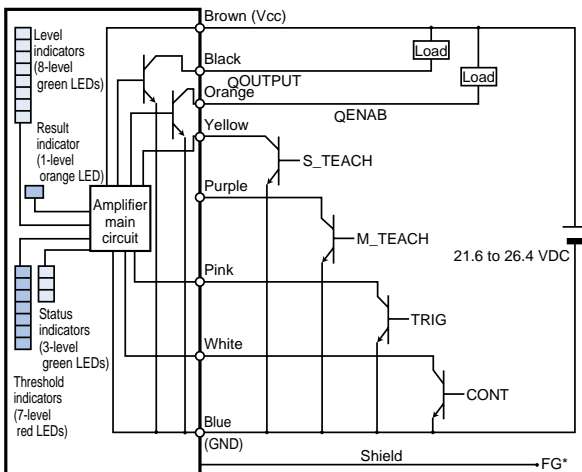 Brown (Vcc)
Level
indicators
(8-level
green LEDs)
Black
QOUTPUT
Load
Load
Orange
QENAB
Result
indicator
(1-level
orange LED)
Yellow
S_TEACH
Purple
Amplifier
main
circuit
M_TEACH
21.6 to 26.4 VDC
Pink
TRIG
Status
indicators
(3-level
green LEDs)
White
Threshold
indicators
(7-level
red LEDs)
CONT
Blue
(GND)
Shield
FG*